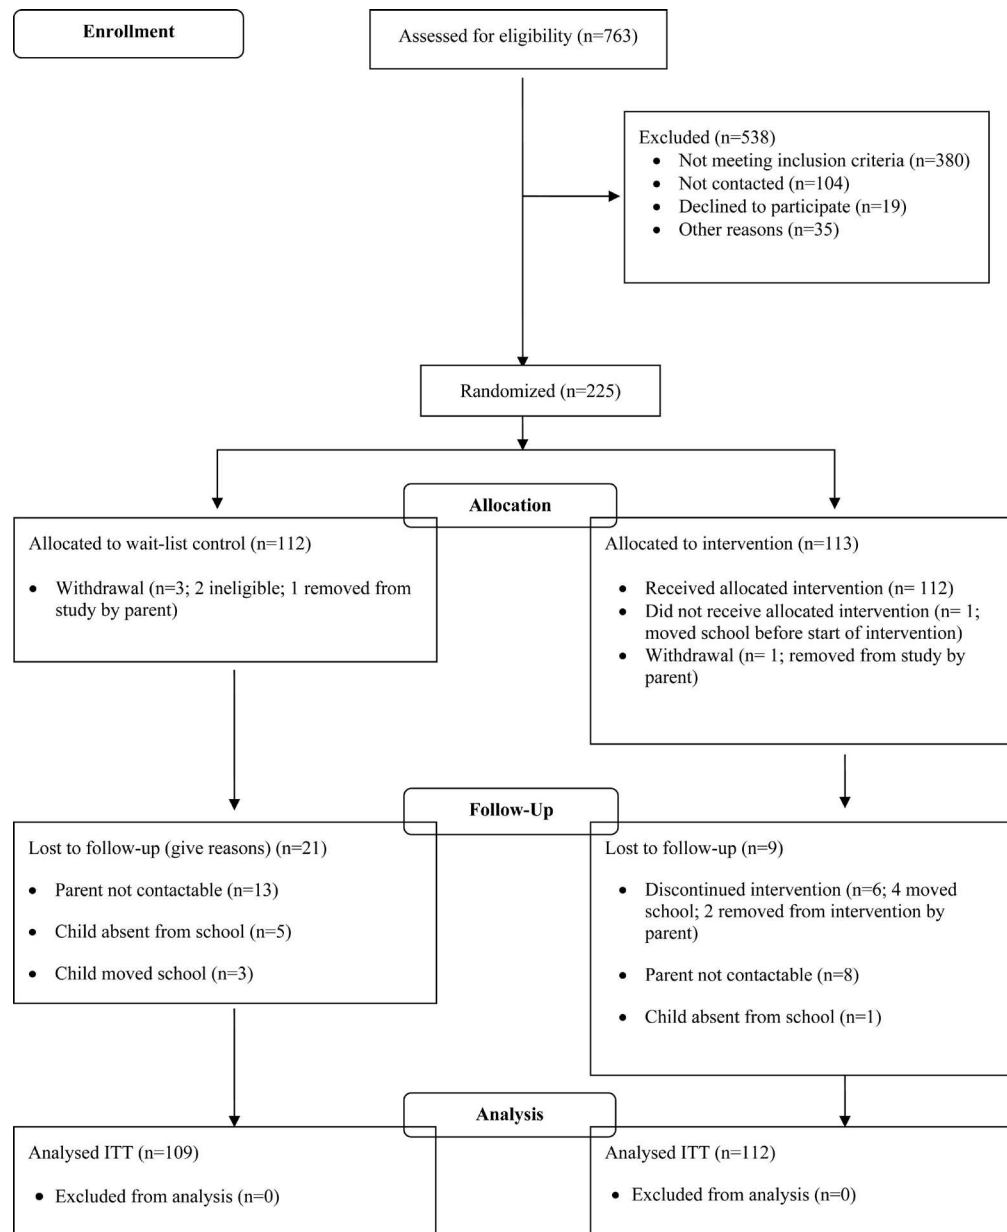 Enrollment
Assessed for eligibility (n=763)
Excluded (n=538)
• Not meeting inclusion criteria (n=380)
• Not contacted (n=104)
• Declined to participate (n=19)
• Other reasons (n=35)
Randomized (n=225)
Allocation
Allocated to wait-list control (n=112)
• Withdrawal (n=3; 2 ineligible; 1 removed from
study by parent)
Allocated to intervention (n=113)
• Received allocated intervention (n= 112)
• Did not receive allocated intervention (n= 1;
moved school before start of intervention)
• Withdrawal (n= 1; removed from study by
parent)
Follow-Up
Lost to follow-up (give reasons) (n=21)
• Parent not contactable (n=13)
• Child absent from school (n=5)
• Child moved school (n=3)
Lost to follow-up (n=9)
• Discontinued intervention (n=6; 4 moved
school; 2 removed from intervention by
parent)
• Parent not contactable (n=8)
• Child absent from school (n=1)
Analysis
Analysed ITT (n=109)
• Excluded from analysis (n=0)
Analysed ITT (n=112)
• Excluded from analysis (n=0)